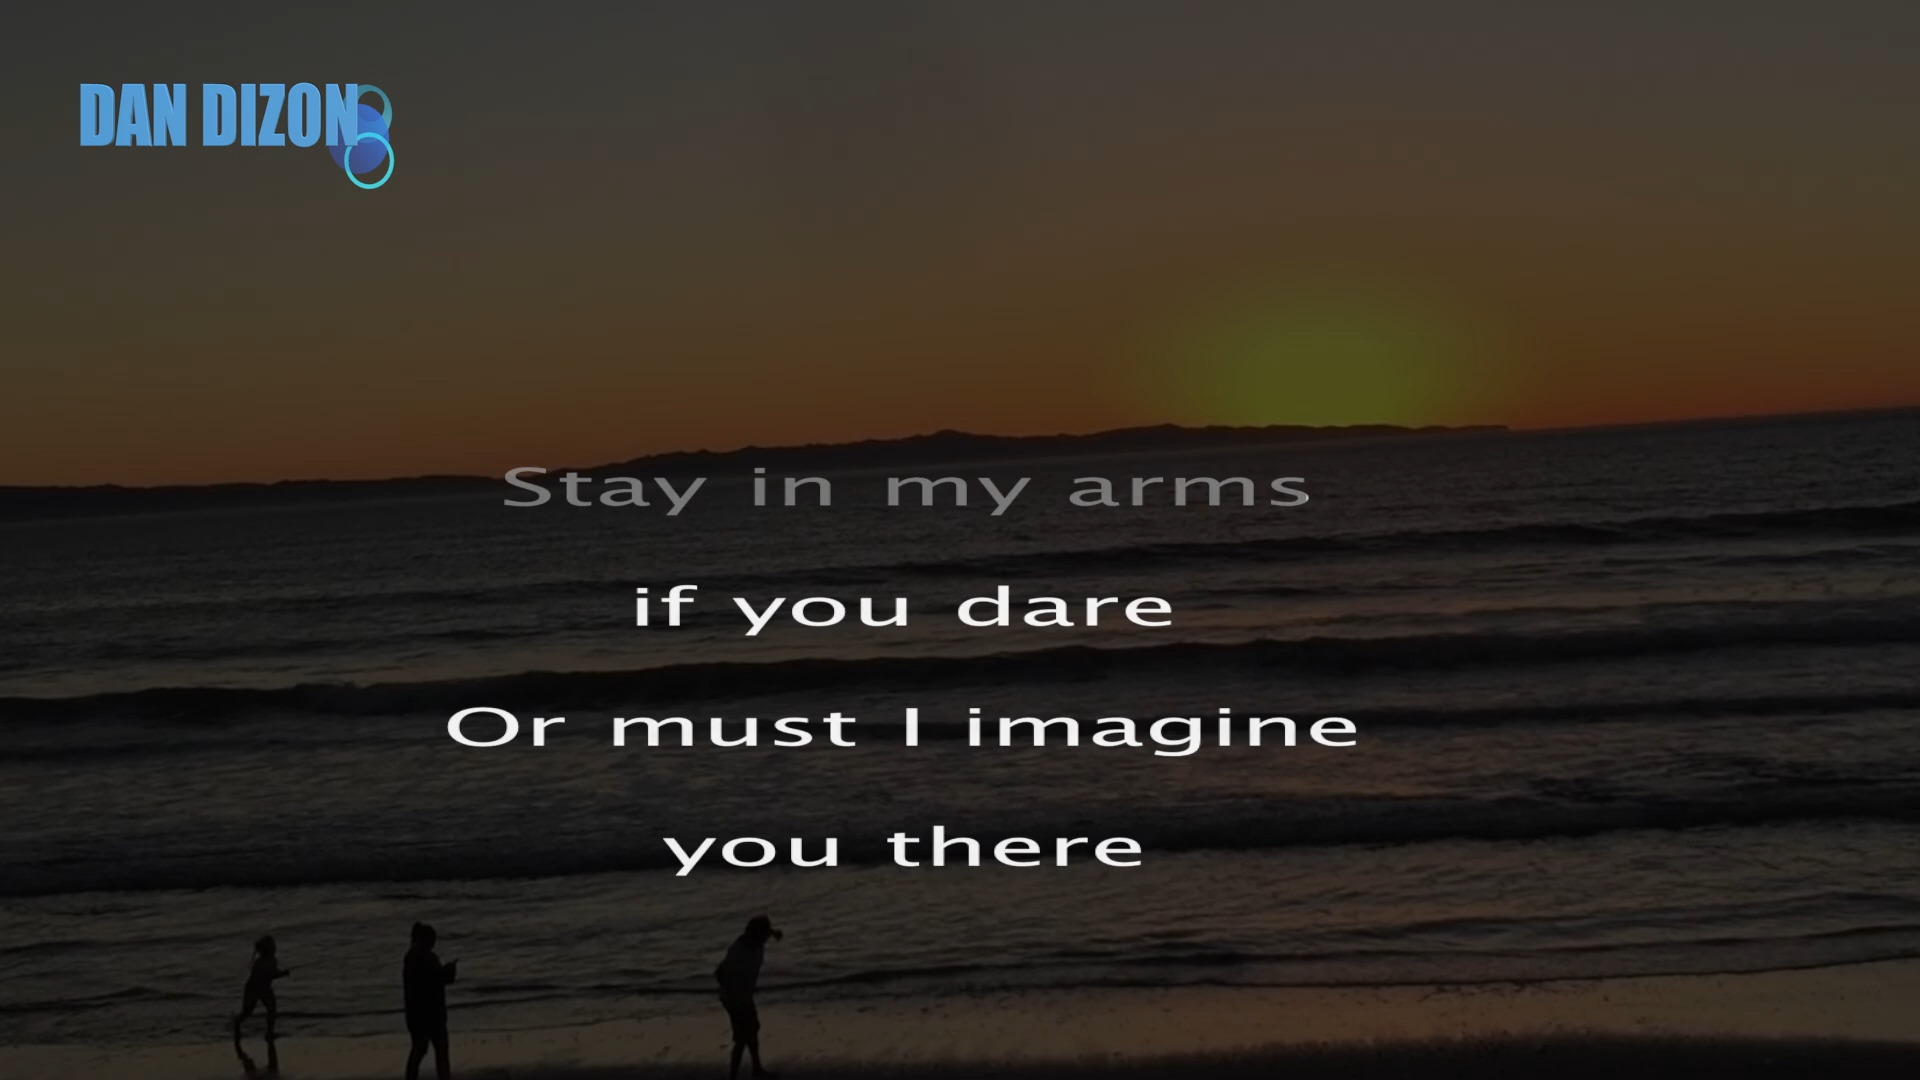 DAN DIZON
Stay in my arms
if you dare
Or must I imagine
you there